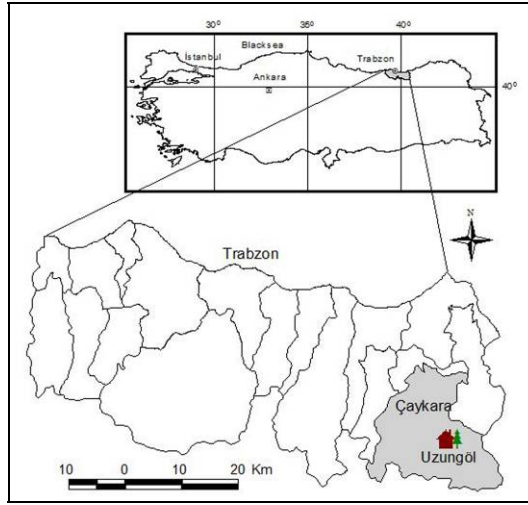 30° 35° 40°
Blacksea
İstanbul
Trabzon
Ankara
40°
N
Trabzon
Çaykara
Uzungöl
10 0 10 20 Km